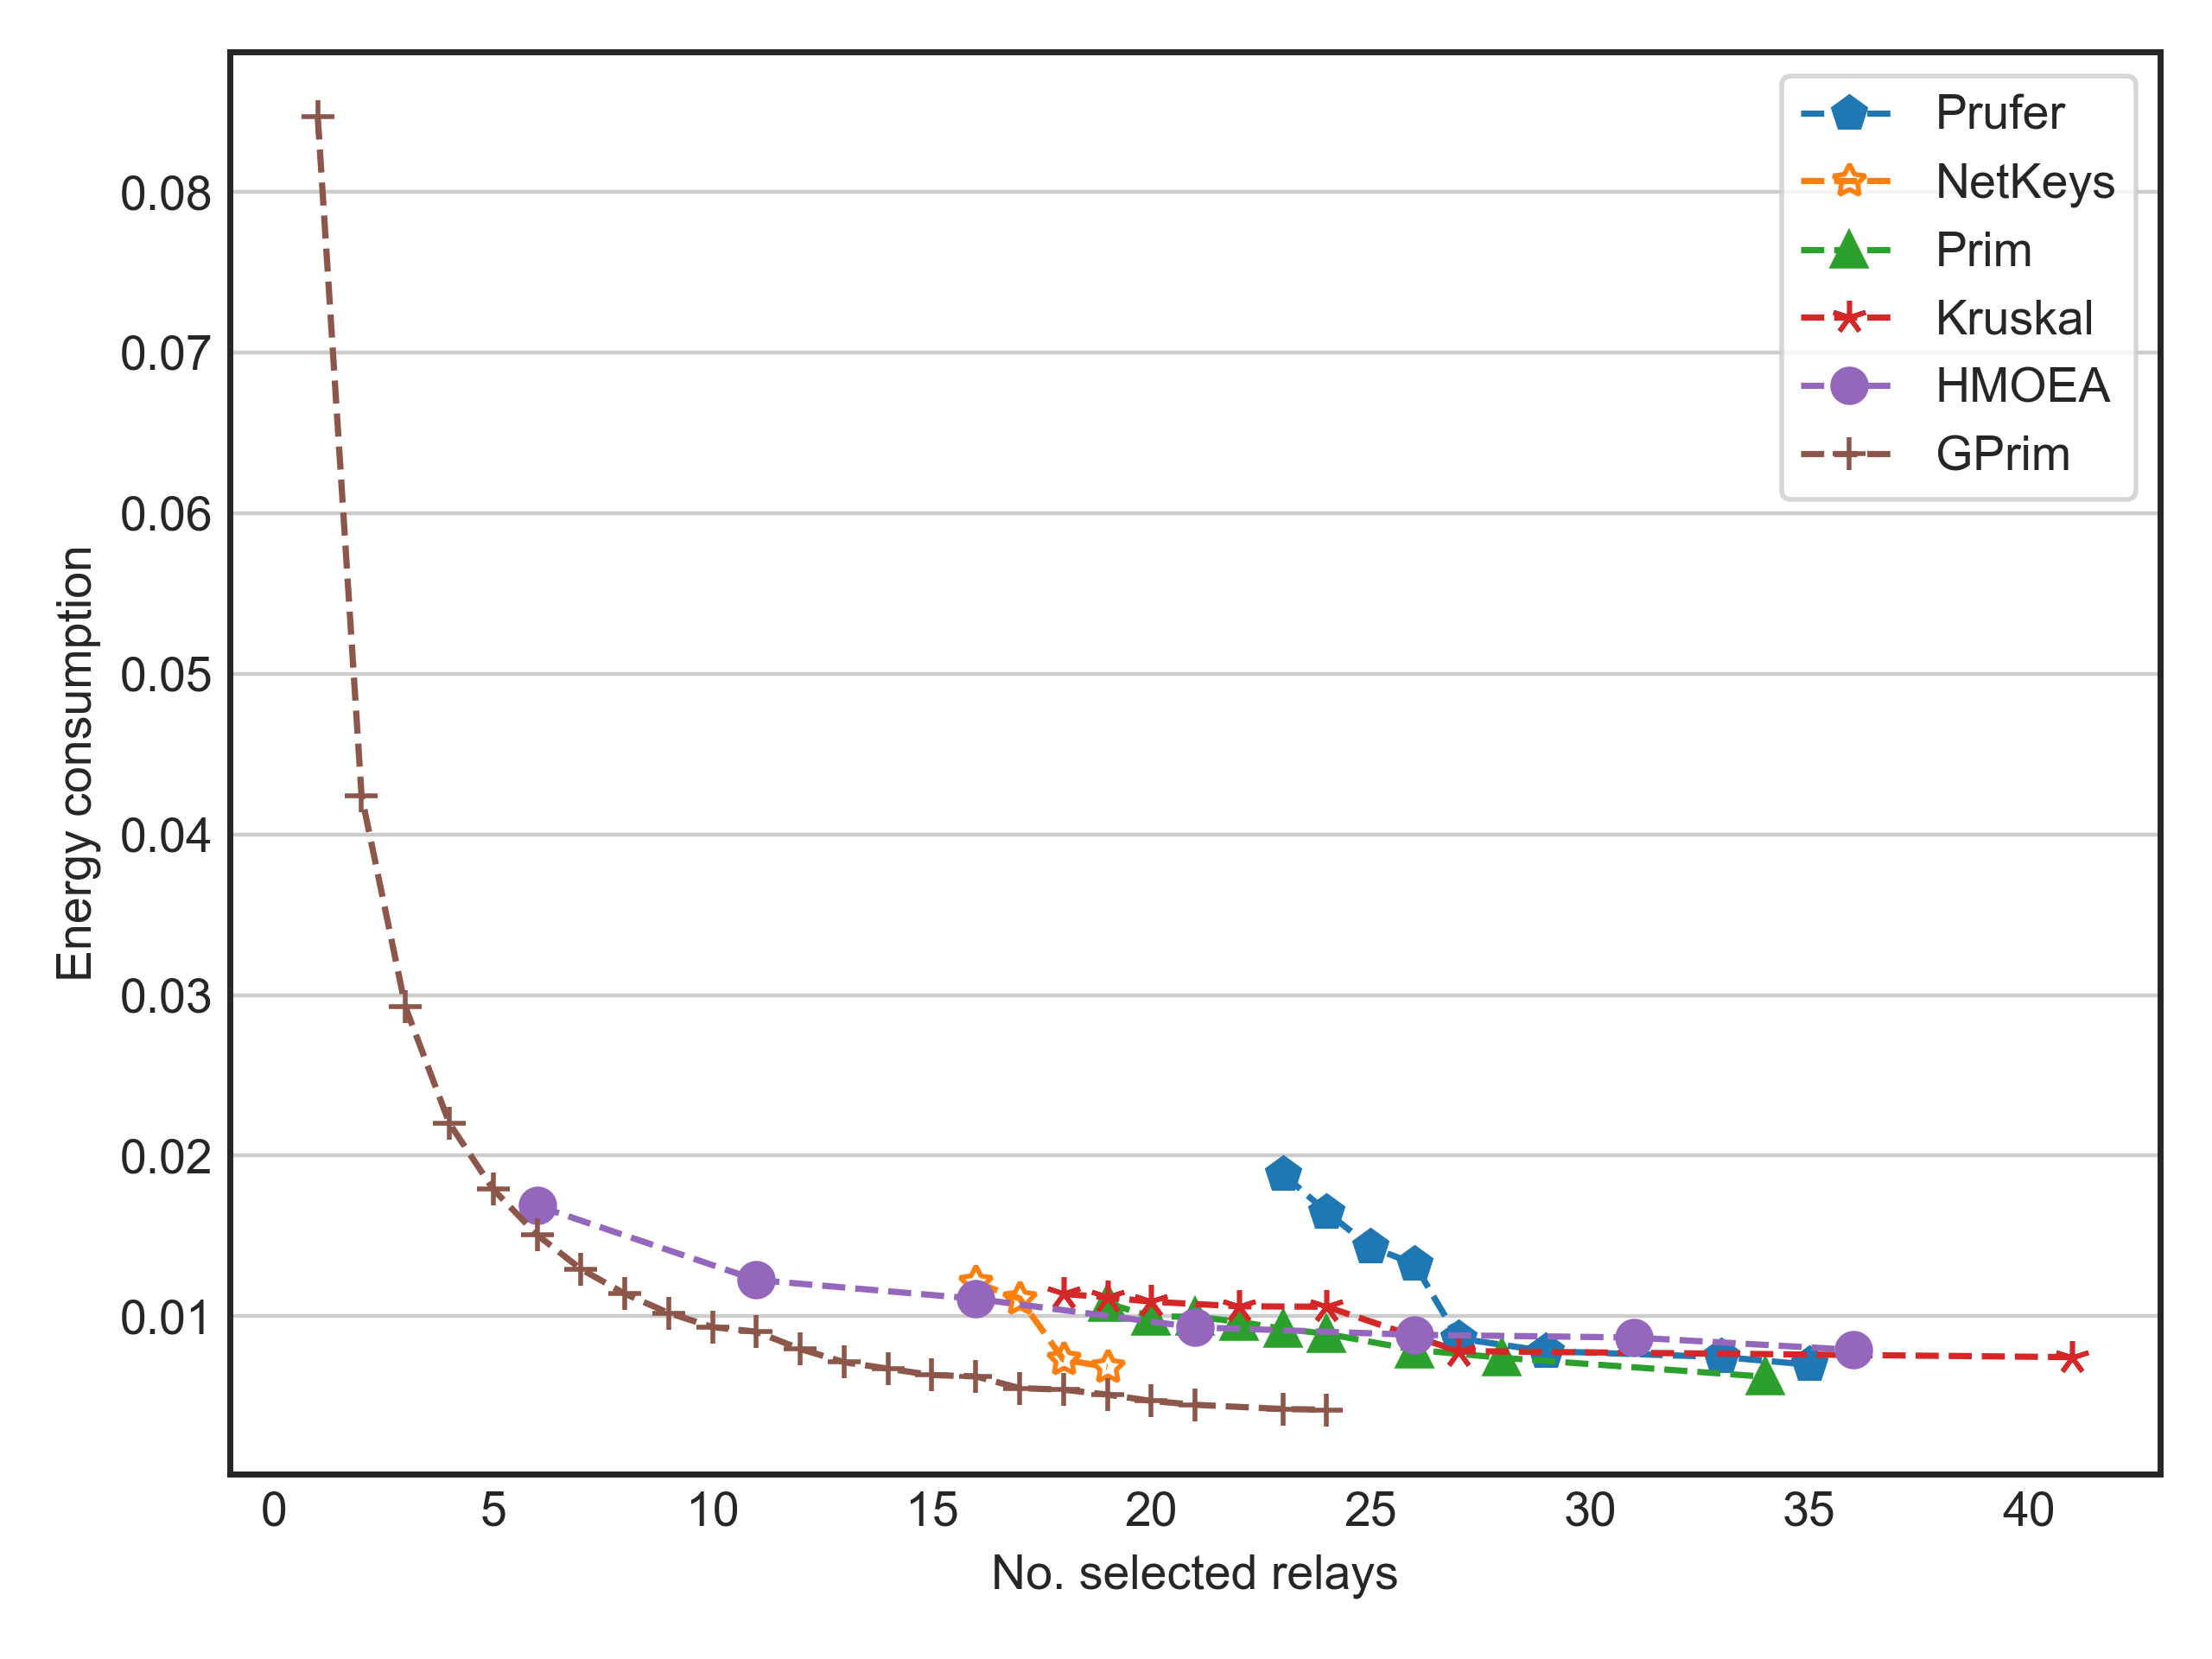 Prufer
NetKeys
Prim
Kruskal
HMOEA
GPrim
Energy consumption
0.08
0.07
0.06
0.05
0.04
0.03
0.02
0.01
0 5 10 15 20 25 30 35 40
No. selected relays